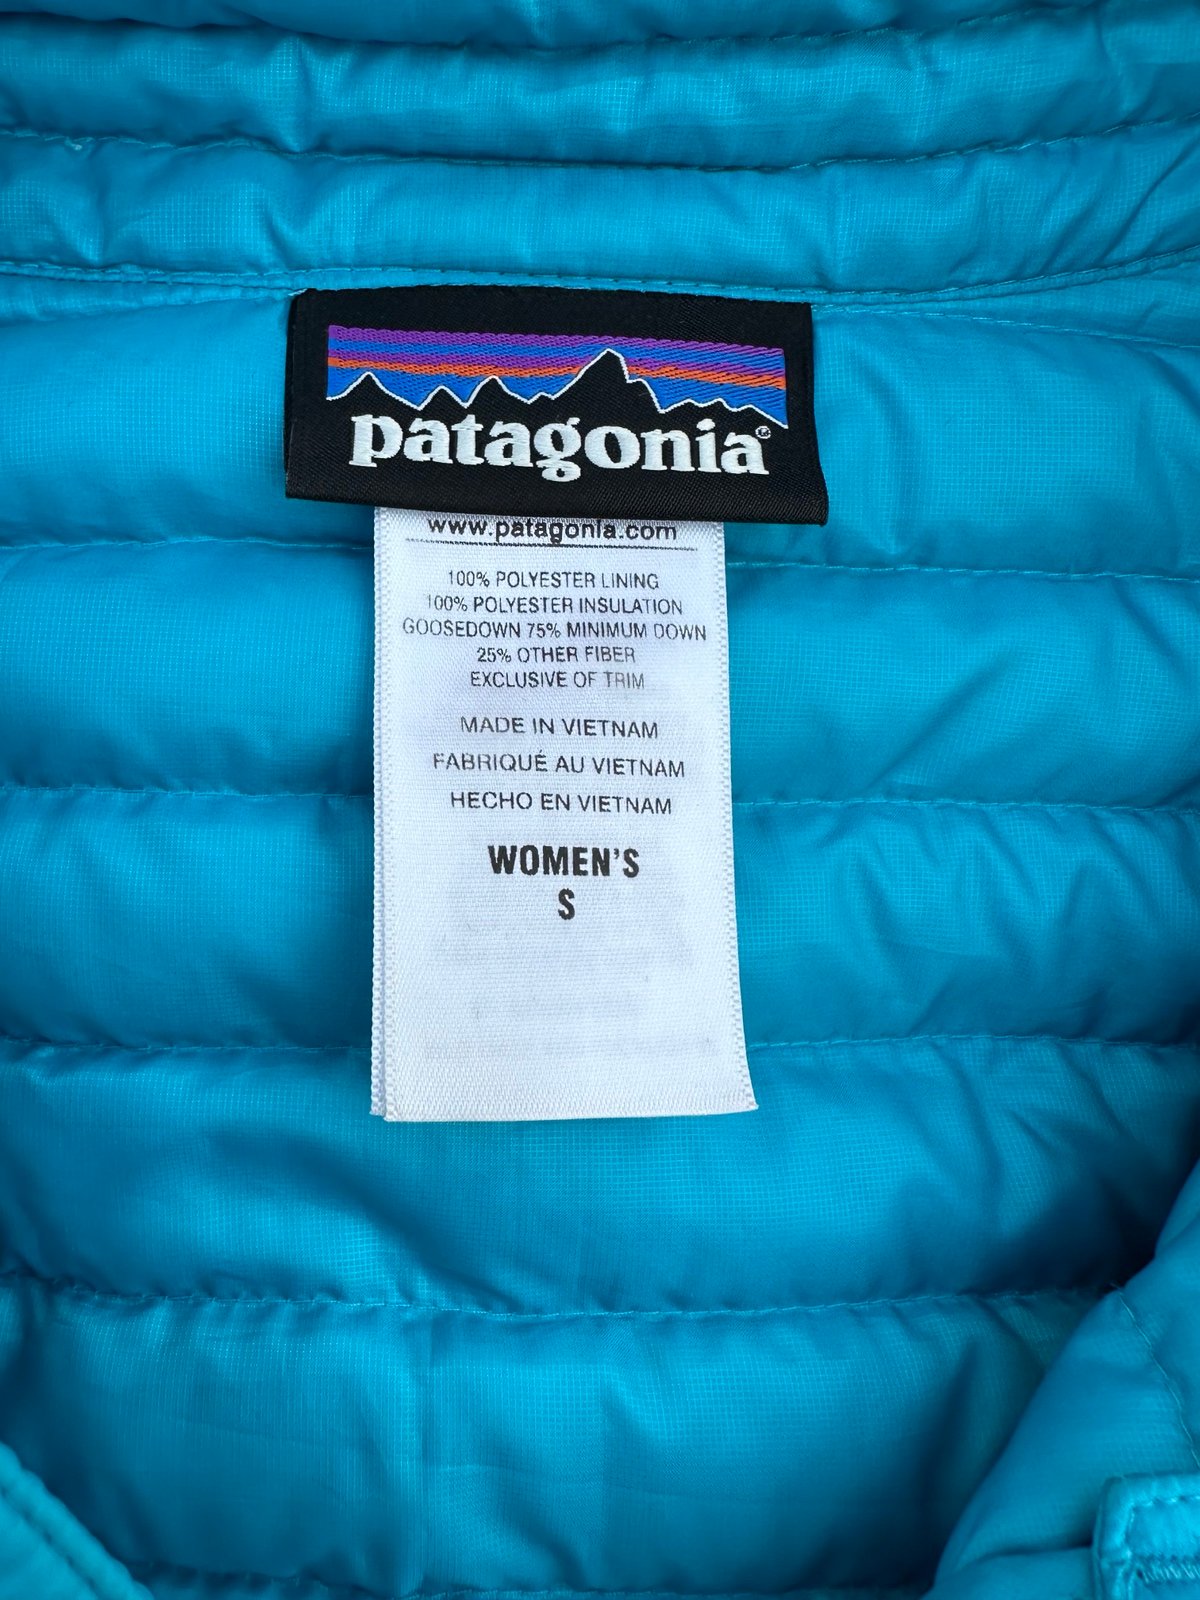 patagonia®
www.patagonia.com
100% POLYESTER LINING
100% POLYESTER INSULATION
GOOSEDOWN 75% MINIMUM DOWN
25% OTHER FIBER
EXCLUSIVE OF TRIM
MADE IN VIETNAM
FABRIQUÉ AU VIETNAM
HECHO EN VIETNAM
WOMEN'S
S